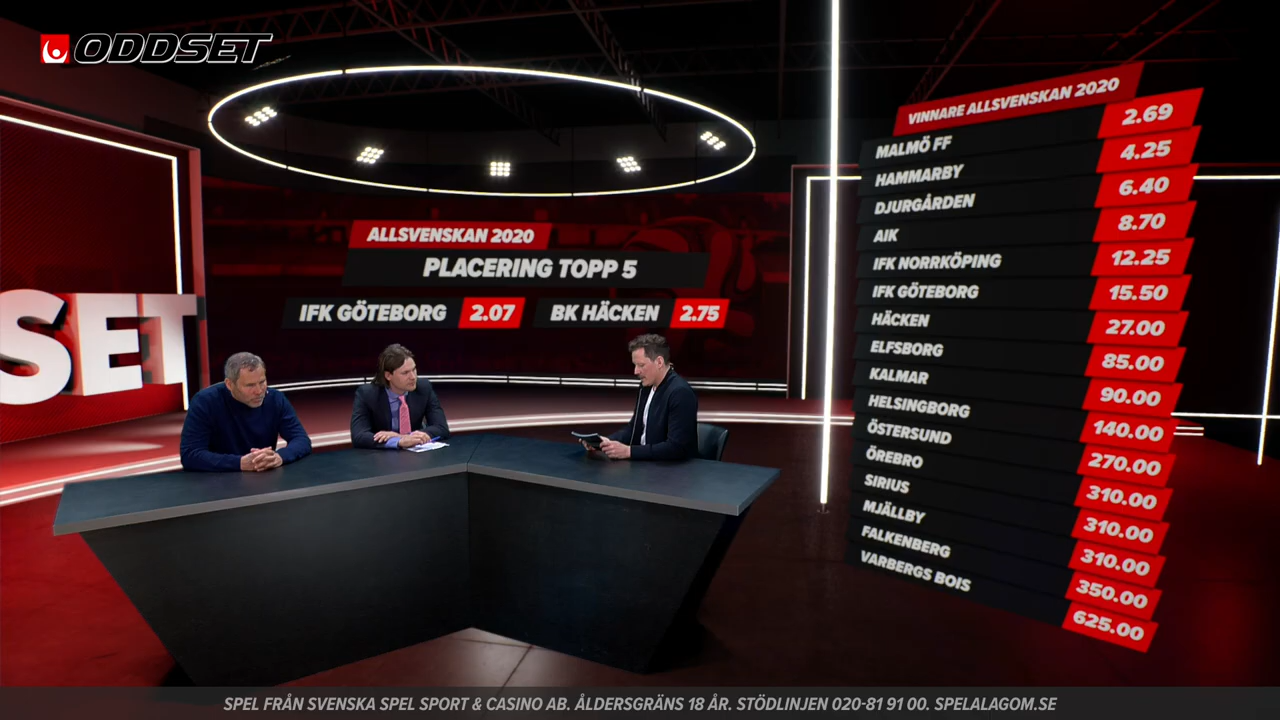 ODDSET
ALLSVENSKAN 2020
PLACERING TOPP 5
IFK GÖTEBORG 2.07 BK HÄCKEN 2.75
SET
VINNARE ALLSVENSKAN 2020
MALMÖ FF 2.69
HAMMARBY 4.25
DJURGÅRDEN 6.40
AIK 8.70
IFK NORRKÖPING 12.25
IFK GÖTEBORG 15.50
HÄCKEN 27.00
ELFSBORG 85.00
KALMAR 90.00
HELSINGBORG 140.00
ÖSTERSUND 270.00
ÖREBRO 310.00
SIRIUS 310.00
MJÄLLBY 310.00
FALKENBERG 350.00
VARBERGS BOIS 625.00
SPEL FRÅN SVENSKA SPEL SPORT & CASINO AB. ÅLDERSGRÄNS 18 ÅR. STÖDLINJEN 020-81 91 00. SPELALAGOM.SE